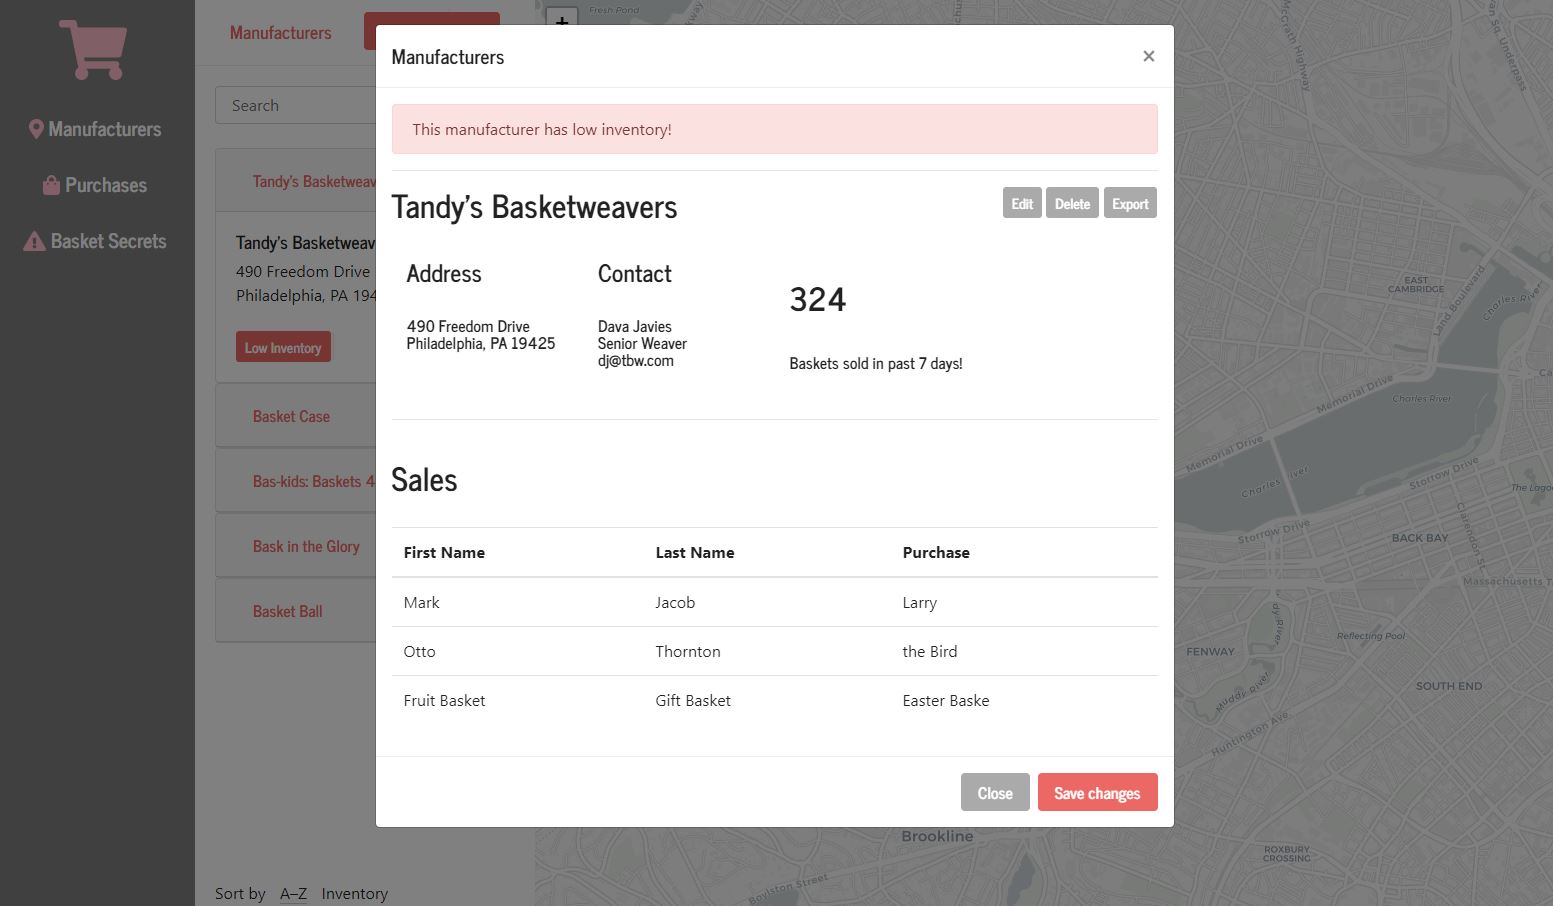 Manufacturers
Purchases
Basket Secrets
Manufacturers
Search
Tandy's Basketweav
Tandy's Basketweav
490 Freedom Drive
Philadelphia, PA 194
Low Inventory
Basket Case
Bas-kids: Baskets 4
Bask in the Glory
Basket Ball
Sort by A–Z Inventory
+
Manufacturers ×
This manufacturer has low inventory!
Tandy's Basketweavers
Edit Delete Export
Address
490 Freedom Drive
Philadelphia, PA 19425
Contact
Dava Javies
Senior Weaver
dj@tbw.com
324
Baskets sold in past 7 days!
Sales
First Name Last Name Purchase
Mark Jacob Larry
Otto Thornton the Bird
Fruit Basket Gift Basket Easter Baske
Close Save changes
Fresh Pond
McGrath Highway
EAST
CAMBRIDGE
Land Boulevard
Charles River
Memorial Drive
Charles River
Memorial Drive
Charles River
Storrow Drive
The Lagoo
Storrow Drive
Clarendon St
BACK BAY
Massachusetts T
Reflecting Pool
FENWAY
Muddy River
SOUTH END
Huntington Ave
Brookline
ROXBURY
CROSSING
Boylston Street